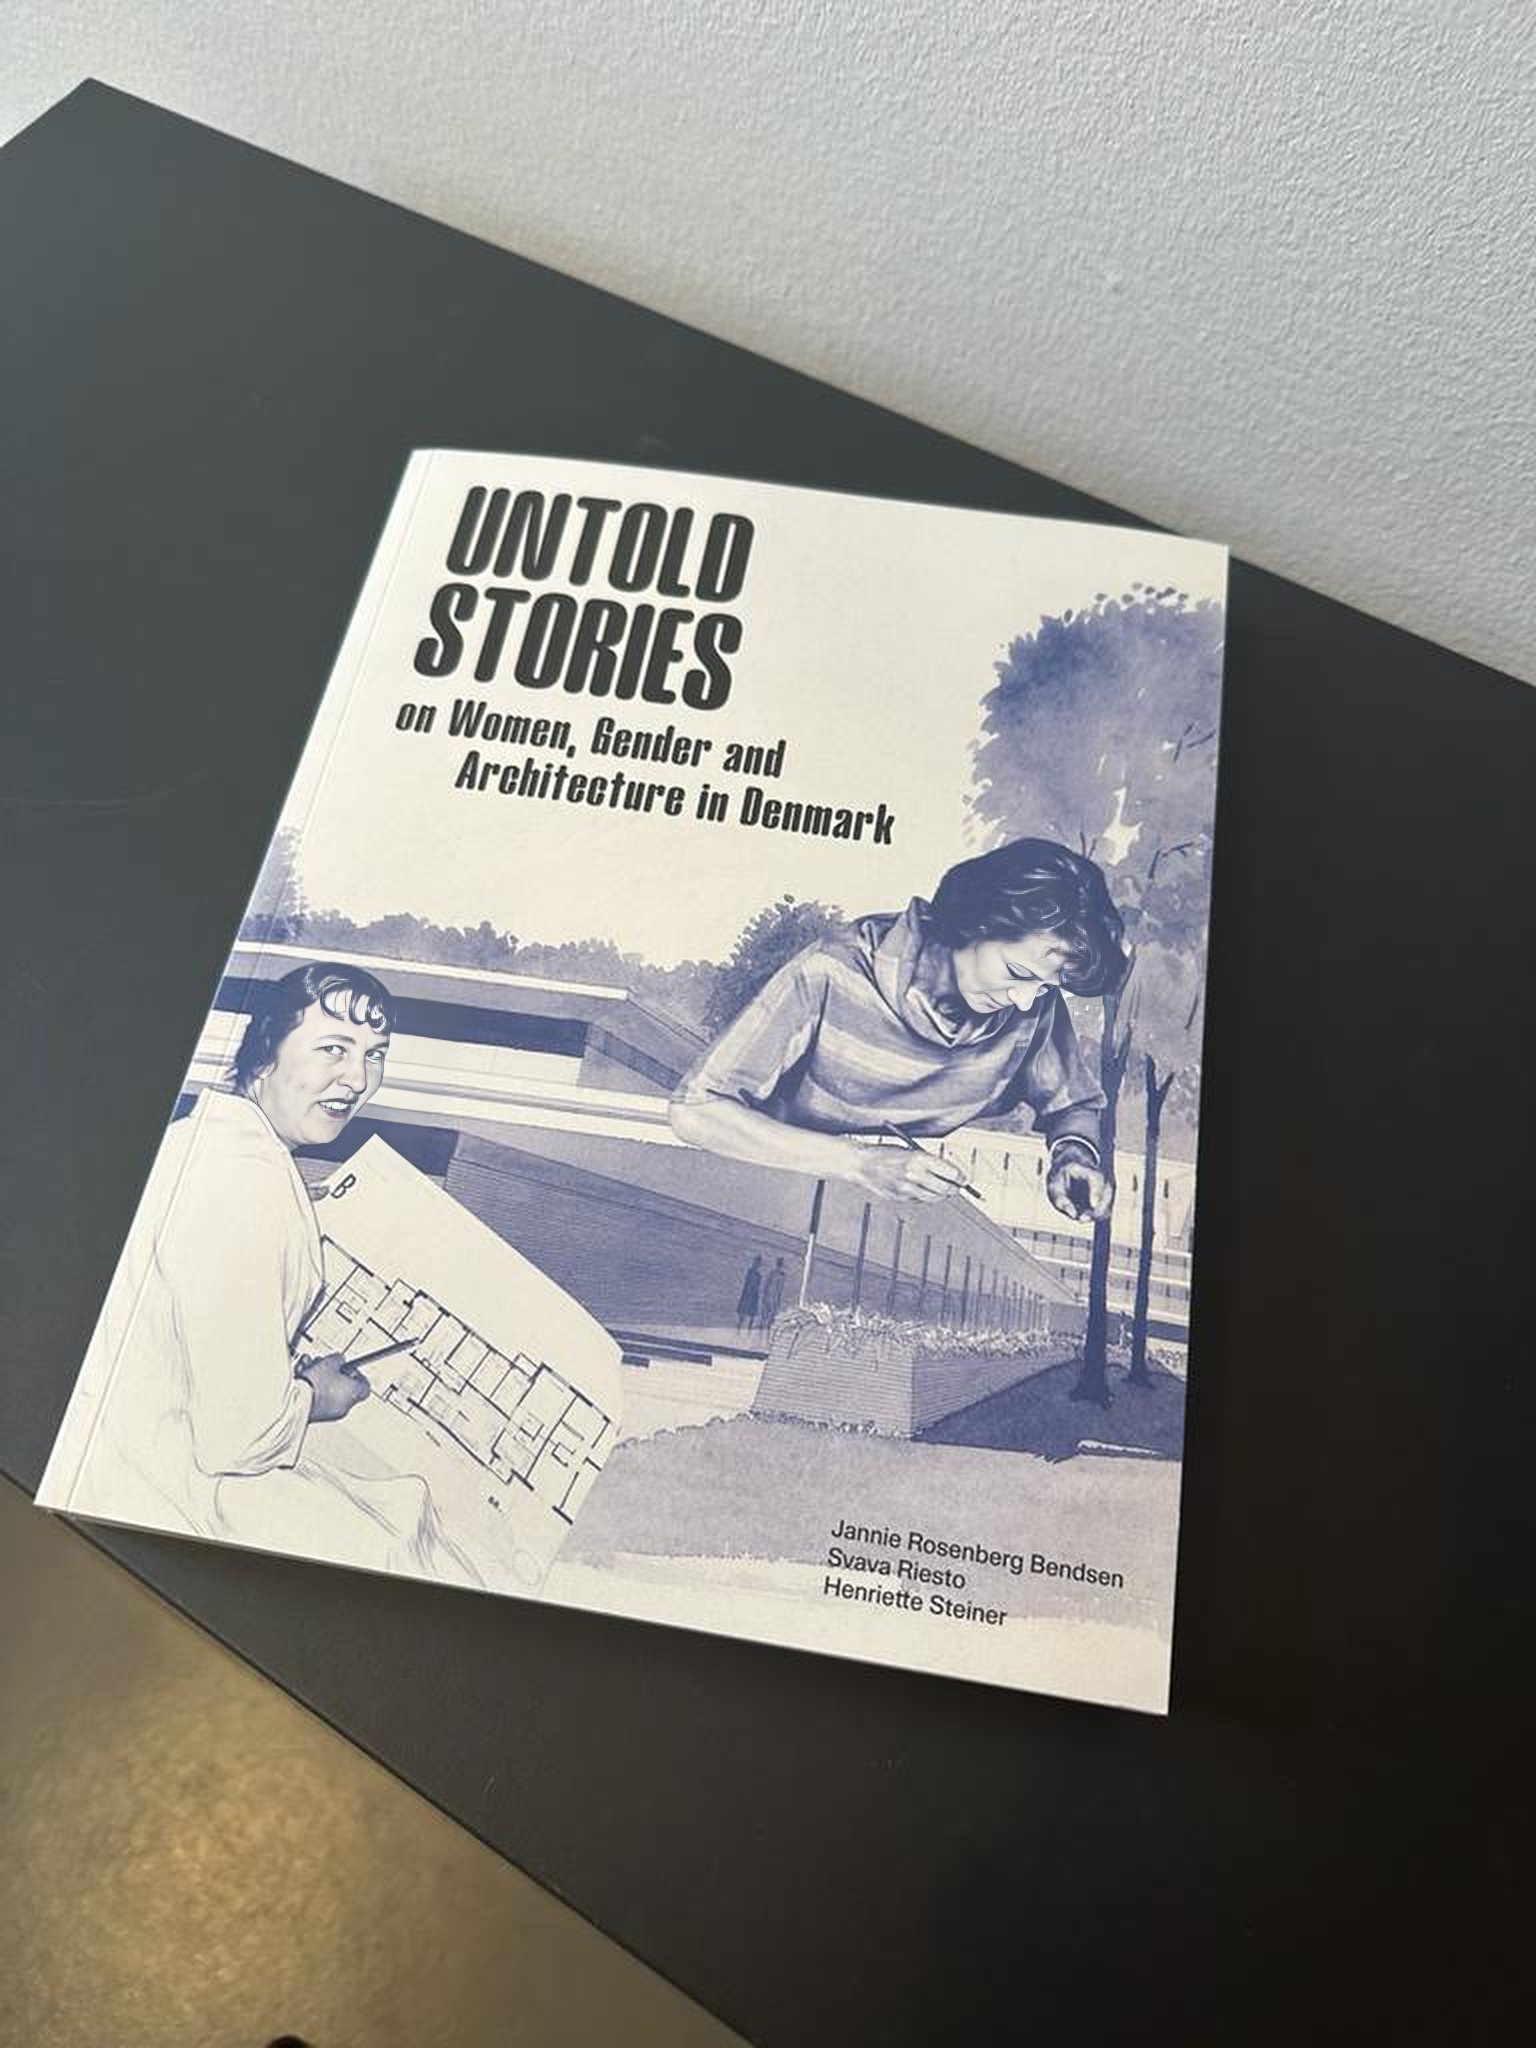 UNTOLD
STORIES
on Women, Gender and
Architecture in Denmark
B
Jannie Rosenberg Bendsen
Svava Riesto
Henriette Steiner